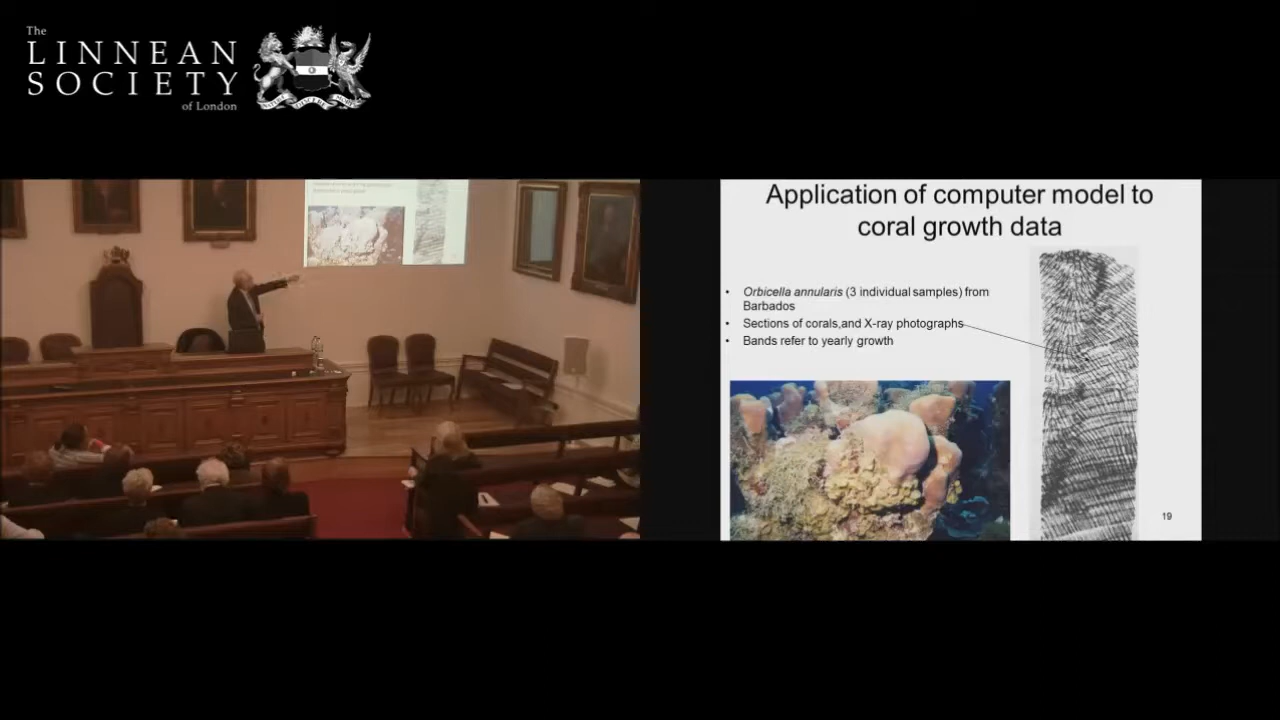 The
LINNEAN
SOCIETY
of London
Application of computer model to
coral growth data
• Orbicella annularis (3 individual samples) from
Barbados
• Sections of corals,and X-ray photographs
• Bands refer to yearly growth
19